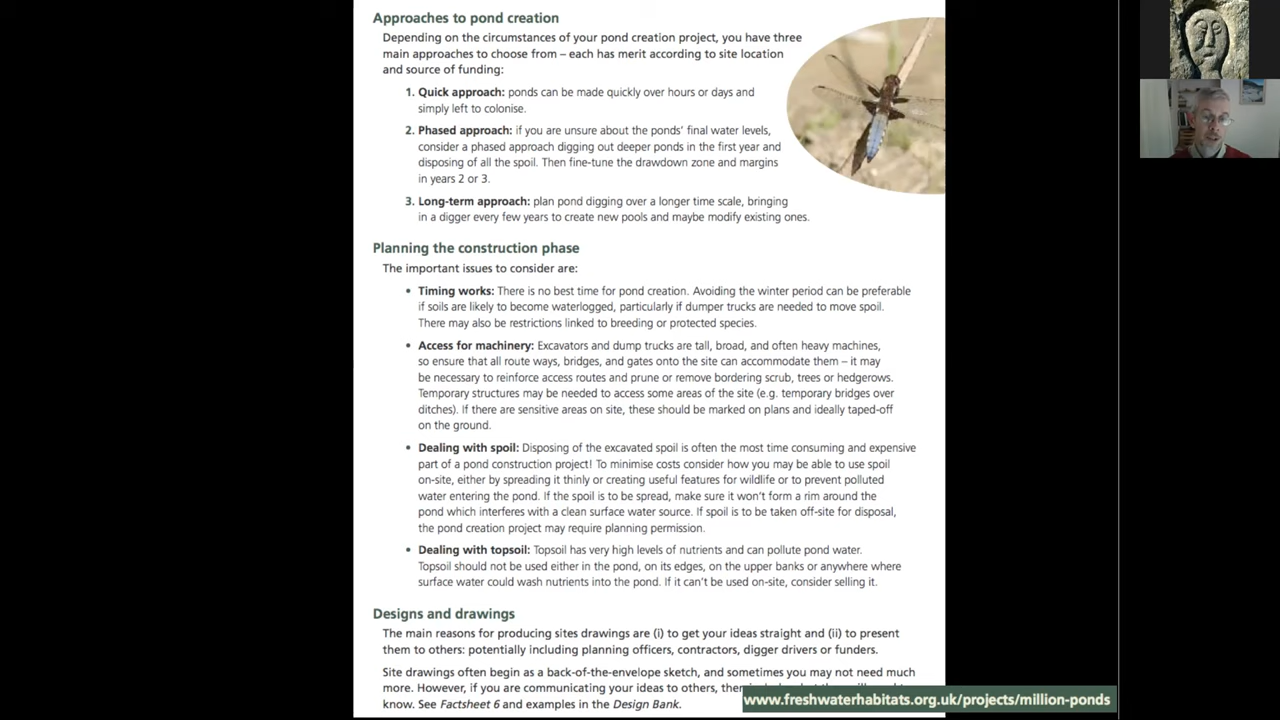 Approaches to pond creation
Depending on the circumstances of your pond creation project, you have three
main approaches to choose from – each has merit according to site location
and source of funding:
1. Quick approach: ponds can be made quickly over hours or days and
simply left to colonise.
2. Phased approach: if you are unsure about the ponds' final water levels,
consider a phased approach digging out deeper ponds in the first year and
disposing of all the spoil. Then fine-tune the drawdown zone and margins
in years 2 or 3.
3. Long-term approach: plan pond digging over a longer time scale, bringing
in a digger every few years to create new pools and maybe modify existing ones.
Planning the construction phase
The important issues to consider are:
• Timing works: There is no best time for pond creation. Avoiding the winter period can be preferable
if soils are likely to become waterlogged, particularly if dumper trucks are needed to move spoil.
There may also be restrictions linked to breeding or protected species.
• Access for machinery: Excavators and dump trucks are tall, broad, and often heavy machines,
so ensure that all route ways, bridges, and gates onto the site can accommodate them – it may
be necessary to reinforce access routes and prune or remove bordering scrub, trees or hedgerows.
Temporary structures may be needed to access some areas of the site (e.g. temporary bridges over
ditches). If there are sensitive areas on site, these should be marked on plans and ideally taped-off
on the ground.
• Dealing with spoil: Disposing of the excavated spoil is often the most time consuming and expensive
part of a pond construction project! To minimise costs consider how you may be able to use spoil
on-site, either by spreading it thinly or creating useful features for wildlife or to prevent polluted
water entering the pond. If the spoil is to be spread, make sure it won't form a rim around the
pond which interferes with a clean surface water source. If spoil is to be taken off-site for disposal,
the pond creation project may require planning permission.
• Dealing with topsoil: Topsoil has very high levels of nutrients and can pollute pond water.
Topsoil should not be used either in the pond, on its edges, on the upper banks or anywhere where
surface water could wash nutrients into the pond. If it can't be used on-site, consider selling it.
Designs and drawings
The main reasons for producing sites drawings are (i) to get your ideas straight and (ii) to present
them to others: potentially including planning officers, contractors, digger drivers or funders.
Site drawings often begin as a back-of-the-envelope sketch, and sometimes you may not need much
more. However, if you are communicating your ideas to others,
know. See Factsheet 6 and examples in the Design Bank.
www.freshwaterhabitats.org.uk/projects/million-ponds